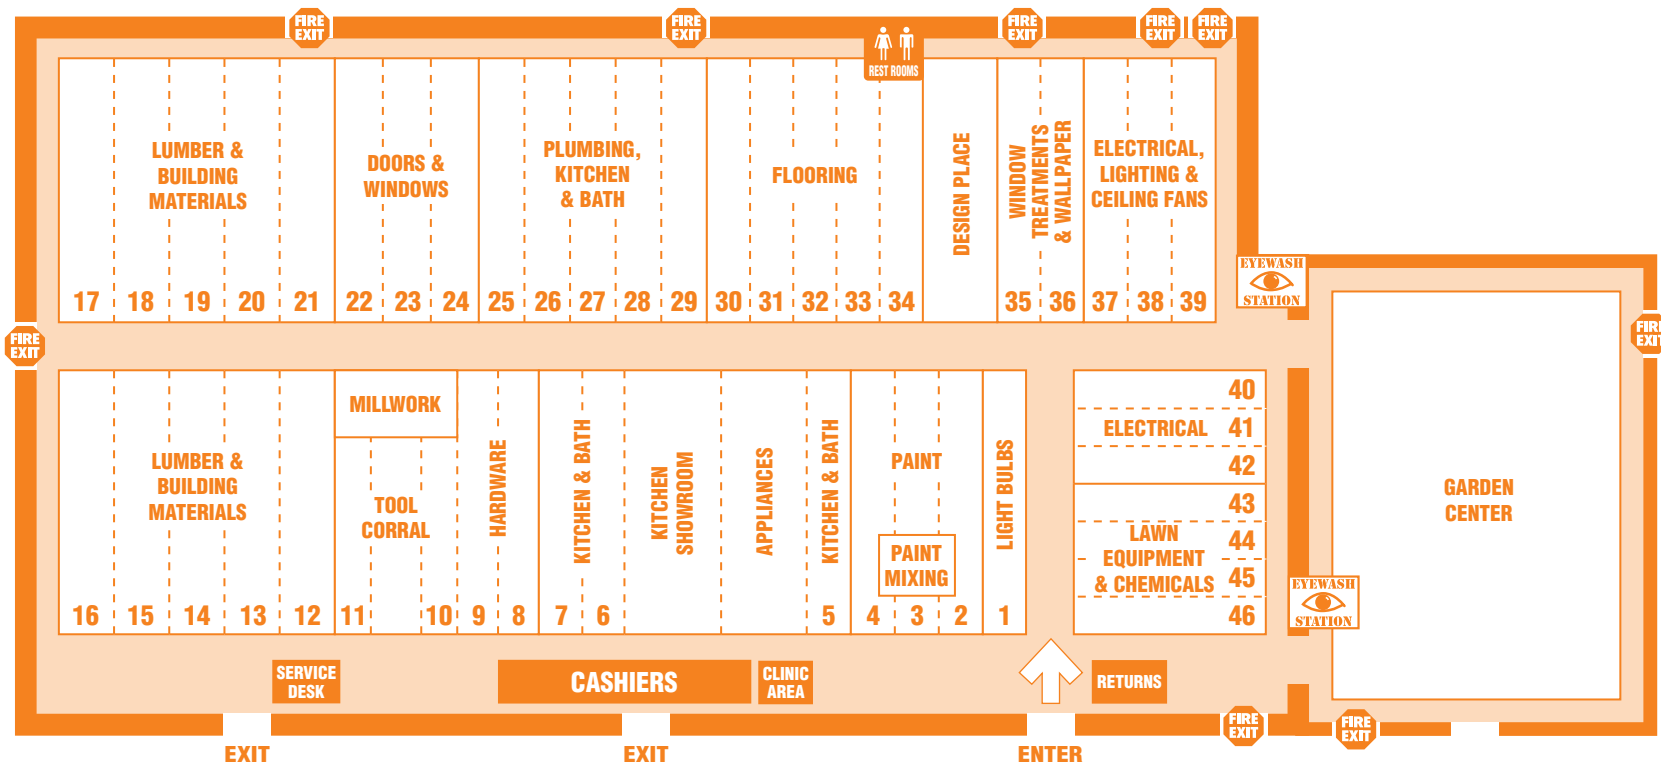 FIRE
EXIT
FIRE
EXIT
FIRE
EXIT
FIRE
EXIT
FIRE
EXIT
REST ROOMS
LUMBER &
BUILDING
MATERIALS
DOORS &
WINDOWS
PLUMBING,
KITCHEN
& BATH
FLOORING
DESIGN PLACE
WINDOW
TREATMENTS
& WALLPAPER
ELECTRICAL,
LIGHTING &
CEILING FANS
17 18 19 20 21 22 23 24 25 26 27 28 29 30 31 32 33 34 35 36 37 38 39
EYEWASH
STATION
FIRE
EXIT
FIRE
EXIT
LUMBER &
BUILDING
MATERIALS
MILLWORK
TOOL
CORRAL
HARDWARE
KITCHEN & BATH
KITCHEN
SHOWROOM
APPLIANCES
KITCHEN & BATH
PAINT
PAINT
MIXING
LIGHT BULBS
16 15 14 13 12 11 10 9 8 7 6 5 4 3 2 1
40
ELECTRICAL 41
42
43
44
45
46
LAWN
EQUIPMENT
& CHEMICALS
GARDEN
CENTER
EYEWASH
STATION
SERVICE
DESK
CASHIERS
CLINIC
AREA
RETURNS
FIRE
EXIT
FIRE
EXIT
EXIT
EXIT
ENTER